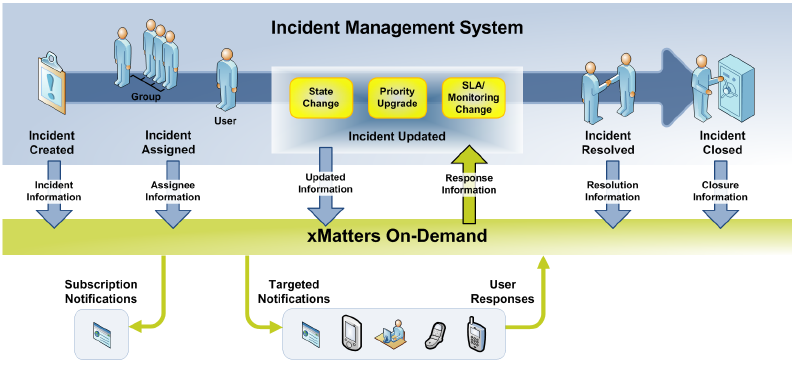 Incident Management System
Group
User
State
Change
Priority
Upgrade
SLA/
Monitoring
Change
Incident Updated
Incident
Created
Incident
Assigned
Incident
Resolved
Incident
Closed
Incident
Information
Assignee
Information
Updated
Information
Response
Information
Resolution
Information
Closure
Information
xMatters On-Demand
Subscription
Notifications
Targeted
Notifications
User
Responses